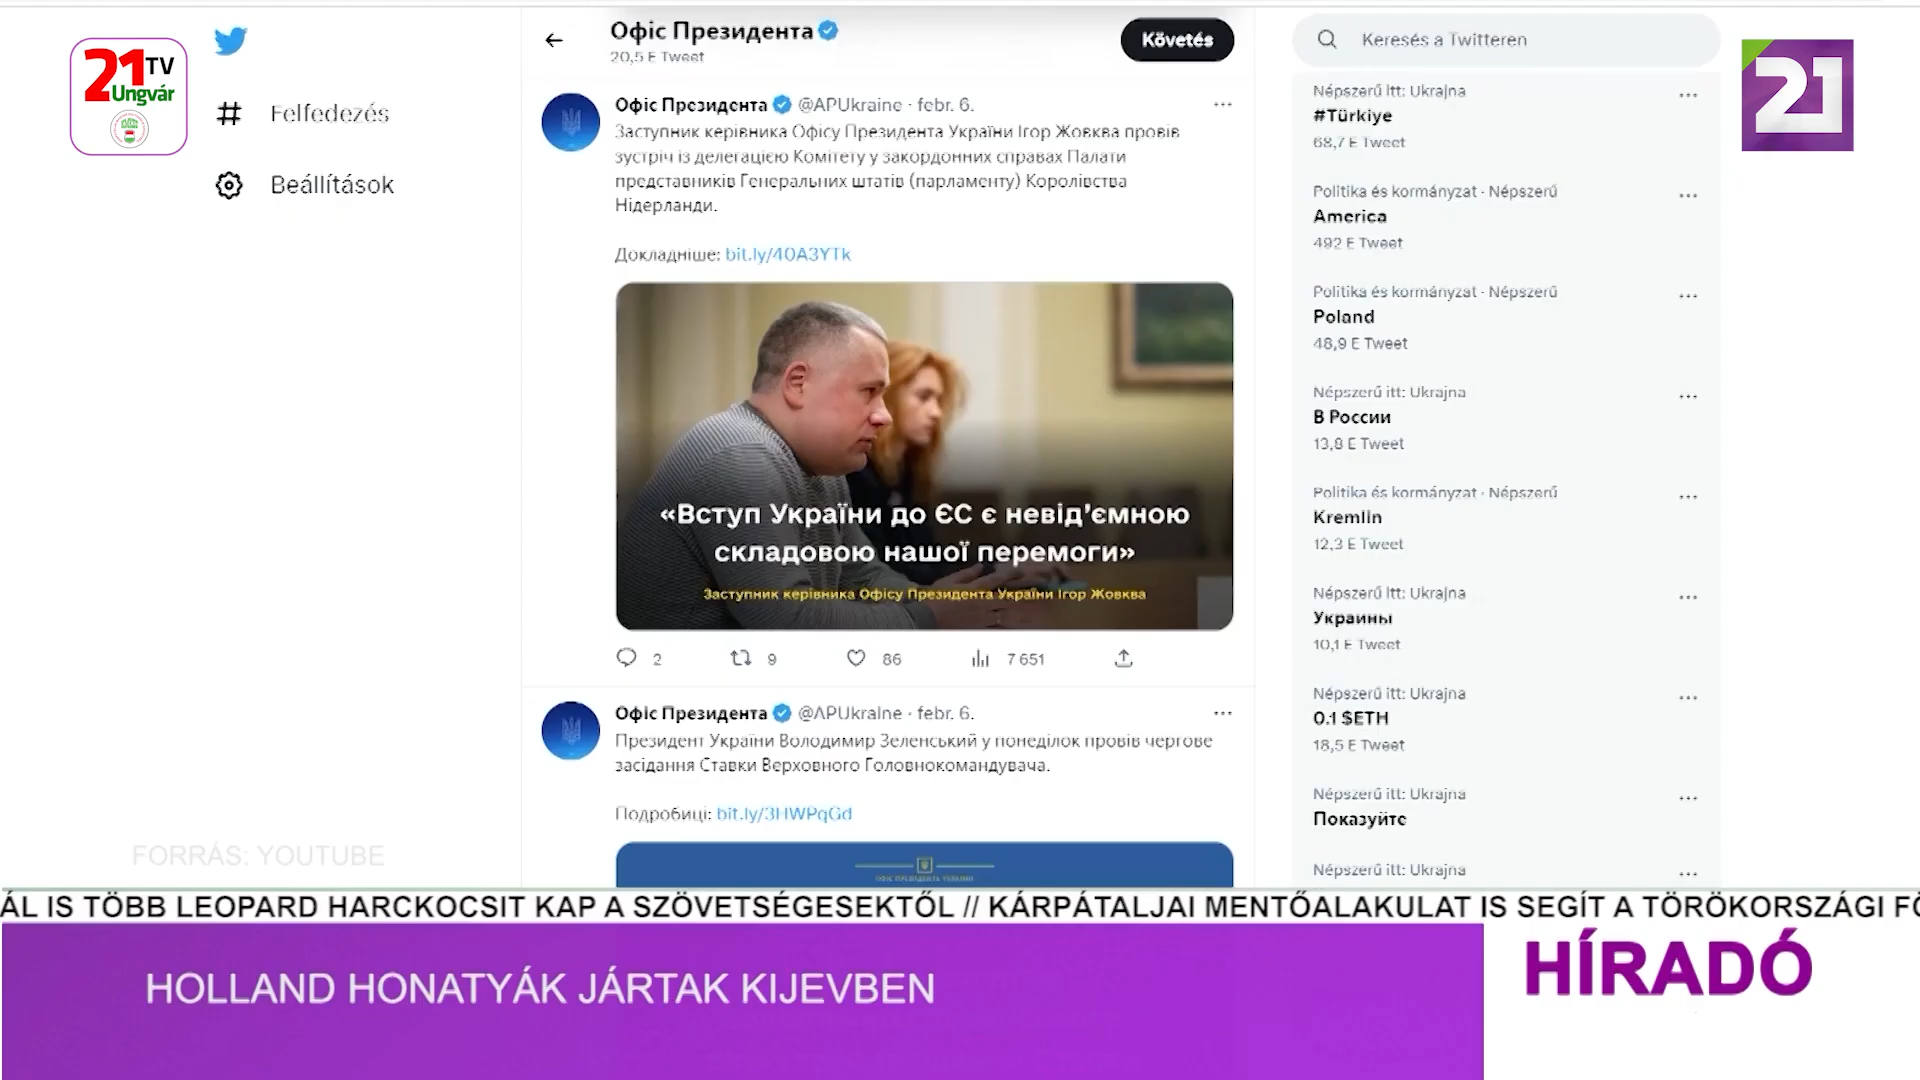 21 TV
Ungvár
Felfedezés
Beállítások
Офіс Президента
20,5 E Tweet
Követés
Офіс Президента @APUkraine · febr. 6.
Заступник керівника Офісу Президента України Ігор Жовква провів
зустріч із делегацією Комітету у закордонних справах Палати
представників Генеральних штатів (парламенту) Королівства
Нідерланди.
Докладніше: bit.ly/40A3YTk
«Вступ України до ЄС є невід'ємною
складовою нашої перемоги»
Заступник керівника Офісу Президента України Ігор Жовква
2 9 86 7 651
Офіс Президента @APUkraine · febr. 6.
Президент України Володимир Зеленський у понеділок провів чергове
засідання Ставки Верховного Головнокомандувача.
Подробиці: bit.ly/3HWPqGd
ОФІС ПРЕЗИДЕНТА УКРАЇНИ
Keresés a Twitteren
Népszerű itt: Ukrajna
#Türkiye
68,7 E Tweet
Politika és kormányzat · Népszerű
America
492 E Tweet
Politika és kormányzat · Népszerű
Poland
48,9 E Tweet
Népszerű itt: Ukrajna
В России
13,8 E Tweet
Politika és kormányzat · Népszerű
Kremlin
12,3 E Tweet
Népszerű itt: Ukrajna
Украины
10,1 E Tweet
Népszerű itt: Ukrajna
0.1 $ETH
18,5 E Tweet
Népszerű itt: Ukrajna
Показуйте
Népszerű itt: Ukrajna
21
FORRÁS: YOUTUBE
ÁL IS TÖBB LEOPARD HARCKOCSIT KAP A SZÖVETSÉGESEKTŐL // KÁRPÁTALJAI MENTŐALAKULAT IS SEGÍT A TÖRÖKORSZÁGI FÖ
HOLLAND HONATYÁK JÁRTAK KIJEVBEN
HÍRADÓ